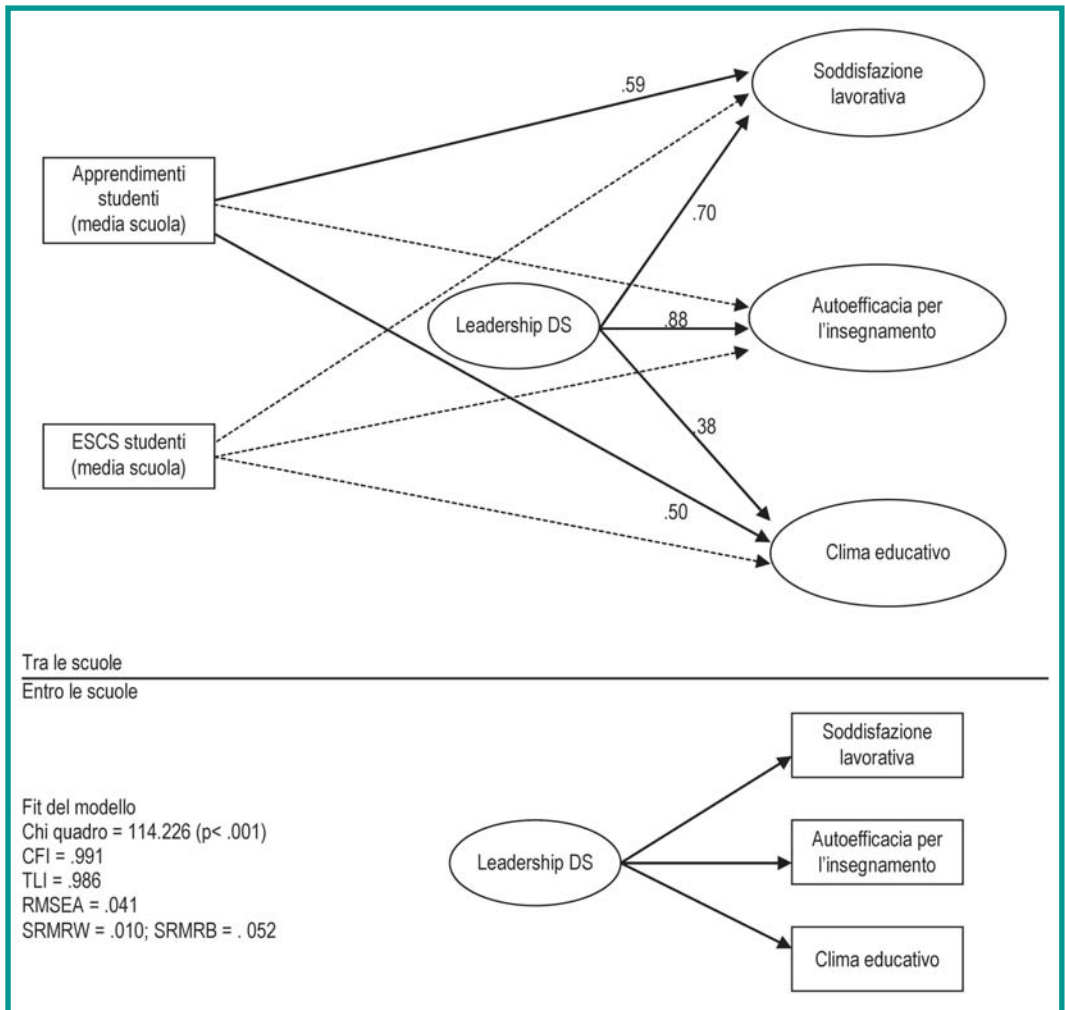 Soddisfazione
lavorativa
.59
Apprendimenti
studenti
(media scuola)
.70
Autoefficacia per
l'insegnamento
Leadership DS
.88
.38
ESCS studenti
(media scuola)
.50
Clima educativo
Tra le scuole
Entro le scuole
Soddisfazione
lavorativa
Fit del modello
Chi quadro = 114.226 (p< .001)
CFI = .991
TLI = .986
RMSEA = .041
SRMRW = .010; SRMRB = . 052
Leadership DS
Autoefficacia per
l'insegnamento
Clima educativo